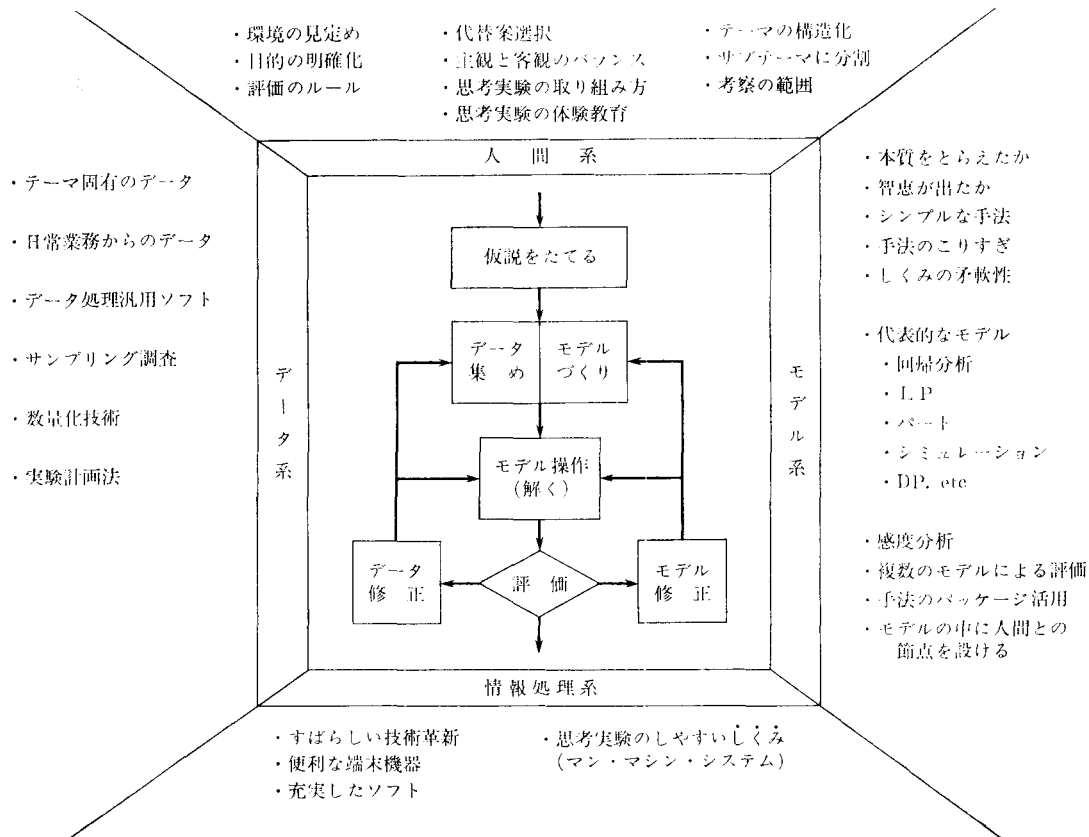 ・環境の見定め
・目的の明確化
・評価のルール
・代替案選択
・主観と客観のバランス
・思考実験の取り組み方
・思考実験の体験教育
・テーマの構造化
・サブテーマに分割
・考察の範囲
人間系
・テーマ固有のデータ
・日常業務からのデータ
・データ処理汎用ソフト
・サンプリング調査
・数量化技術
・実験計画法
データ系
仮説をたてる
データ
集め
モデル
づくり
モデル操作
(解く)
データ
修正
評価
モデル
修正
モデル系
・本質をとらえたか
・智恵が出たか
・シンプルな手法
・手法のこりすぎ
・しくみの矛軟性
・代表的なモデル
・回帰分析
・LP
・パート
・シミュレーション
・DP. etc
・感度分析
・複数のモデルによる評価
・手法のパッケージ活用
・モデルの中に人間との
節点を設ける
情報処理系
・すばらしい技術革新
・便利な端末機器
・充実したソフト
・思考実験のしやすいしくみ
(マン・マシン・システム)